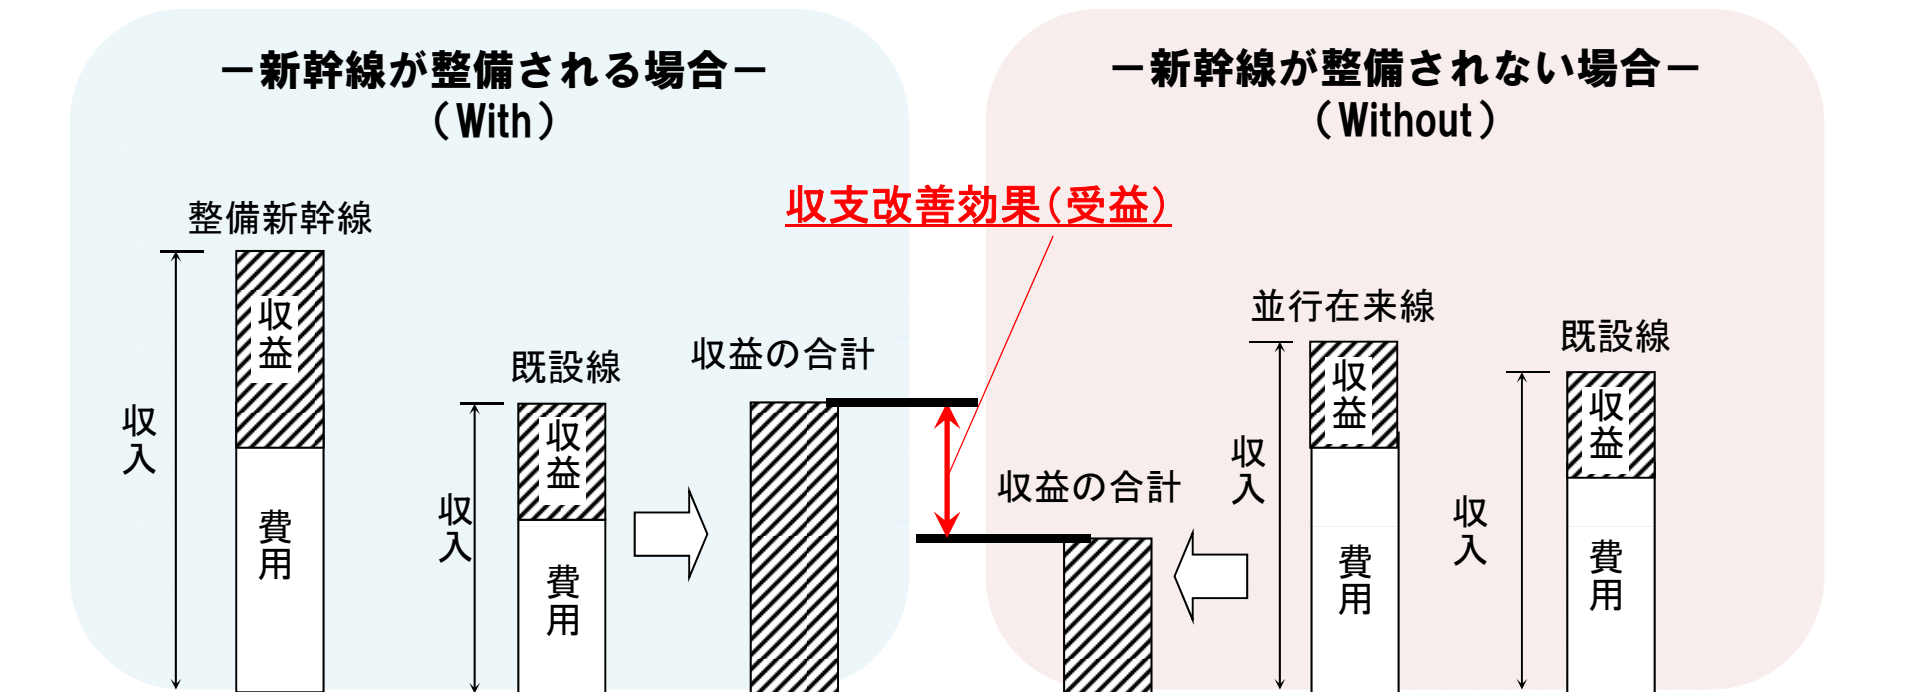 －新幹線が整備される場合－
（With）
－新幹線が整備されない場合－
（Without）
収支改善効果（受益）
整備新幹線
収益
費用
収入
既設線
収益
費用
収入
収益の合計
収益の合計
並行在来線
収益
費用
収入
既設線
収益
費用
収入